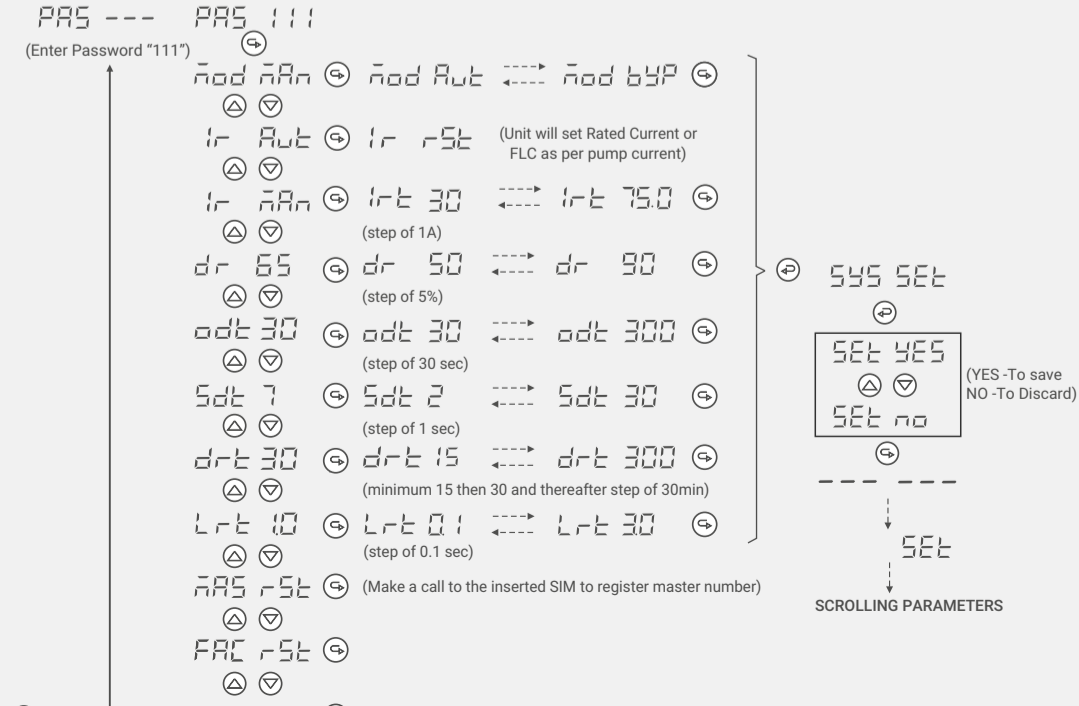 PAS --- PAS 111
(Enter Password "111")
mod mAn mod Aut mod bYP
Ir Aut Ir rSt (Unit will set Rated Current or
FLC as per pump current)
Ir mAn Irt 30 Irt 75.0
(step of 1A)
dr 65 dr 50 dr 90
(step of 5%)
SYS SEt
odt 30 odt 30 odt 300
(step of 30 sec)
SEt YES
(YES -To save
NO -To Discard)
SEt no
Sdt 7 Sdt 2 Sdt 30
(step of 1 sec)
drt 30 drt 15 drt 300
(minimum 15 then 30 and thereafter step of 30min)
--- ---
Lrt 1.0 Lrt 0.1 Lrt 3.0
(step of 0.1 sec)
SEt
mAS rSt (Make a call to the inserted SIM to register master number)
SCROLLING PARAMETERS
FAC rSt